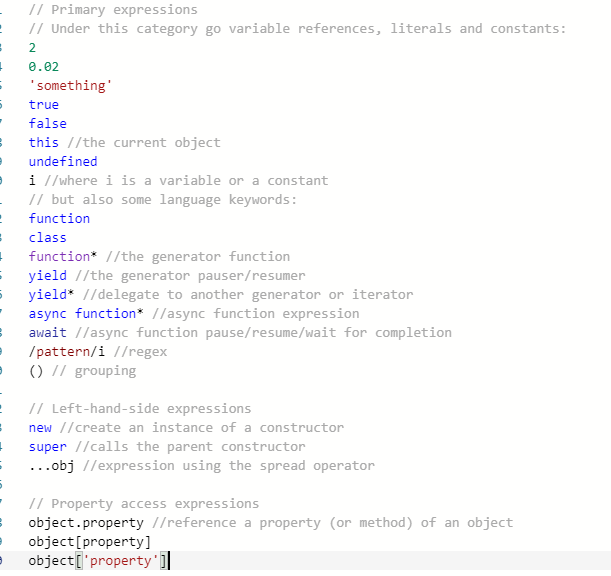 // Primary expressions
// Under this category go variable references, literals and constants:
2
0.02
'something'
true
false
this //the current object
undefined
i //where i is a variable or a constant
// but also some language keywords:
function
class
function* //the generator function
yield //the generator pauser/resumer
yield* //delegate to another generator or iterator
async function* //async function expression
await //async function pause/resume/wait for completion
/pattern/i //regex
() // grouping
// Left-hand-side expressions
new //create an instance of a constructor
super //calls the parent constructor
...obj //expression using the spread operator
// Property access expressions
object.property //reference a property (or method) of an object
object[property]
object['property']